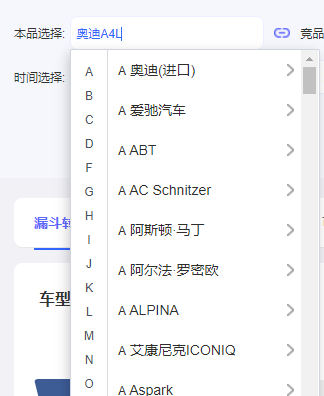 本品选择: 奥迪A4L 竞品
时间选择:
A
B
C
D
F
G
H
I
J
K
L
M
N
O
A 奥迪(进口)
A 爱驰汽车
A ABT
A AC Schnitzer
A 阿斯顿·马丁
A 阿尔法·罗密欧
A ALPINA
A 艾康尼克ICONIQ
A Aspark
漏斗转
车型